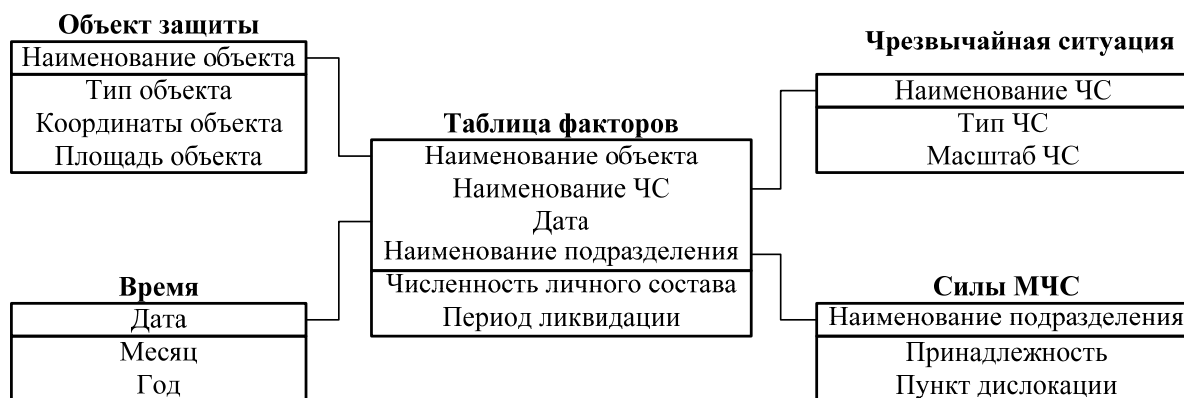 Объект защиты
Наименование объекта
Тип объекта
Координаты объекта
Площадь объекта
Время
Дата
Месяц
Год
Таблица факторов
Наименование объекта
Наименование ЧС
Дата
Наименование подразделения
Численность личного состава
Период ликвидации
Чрезвычайная ситуация
Наименование ЧС
Тип ЧС
Масштаб ЧС
Силы МЧС
Наименование подразделения
Принадлежность
Пункт дислокации